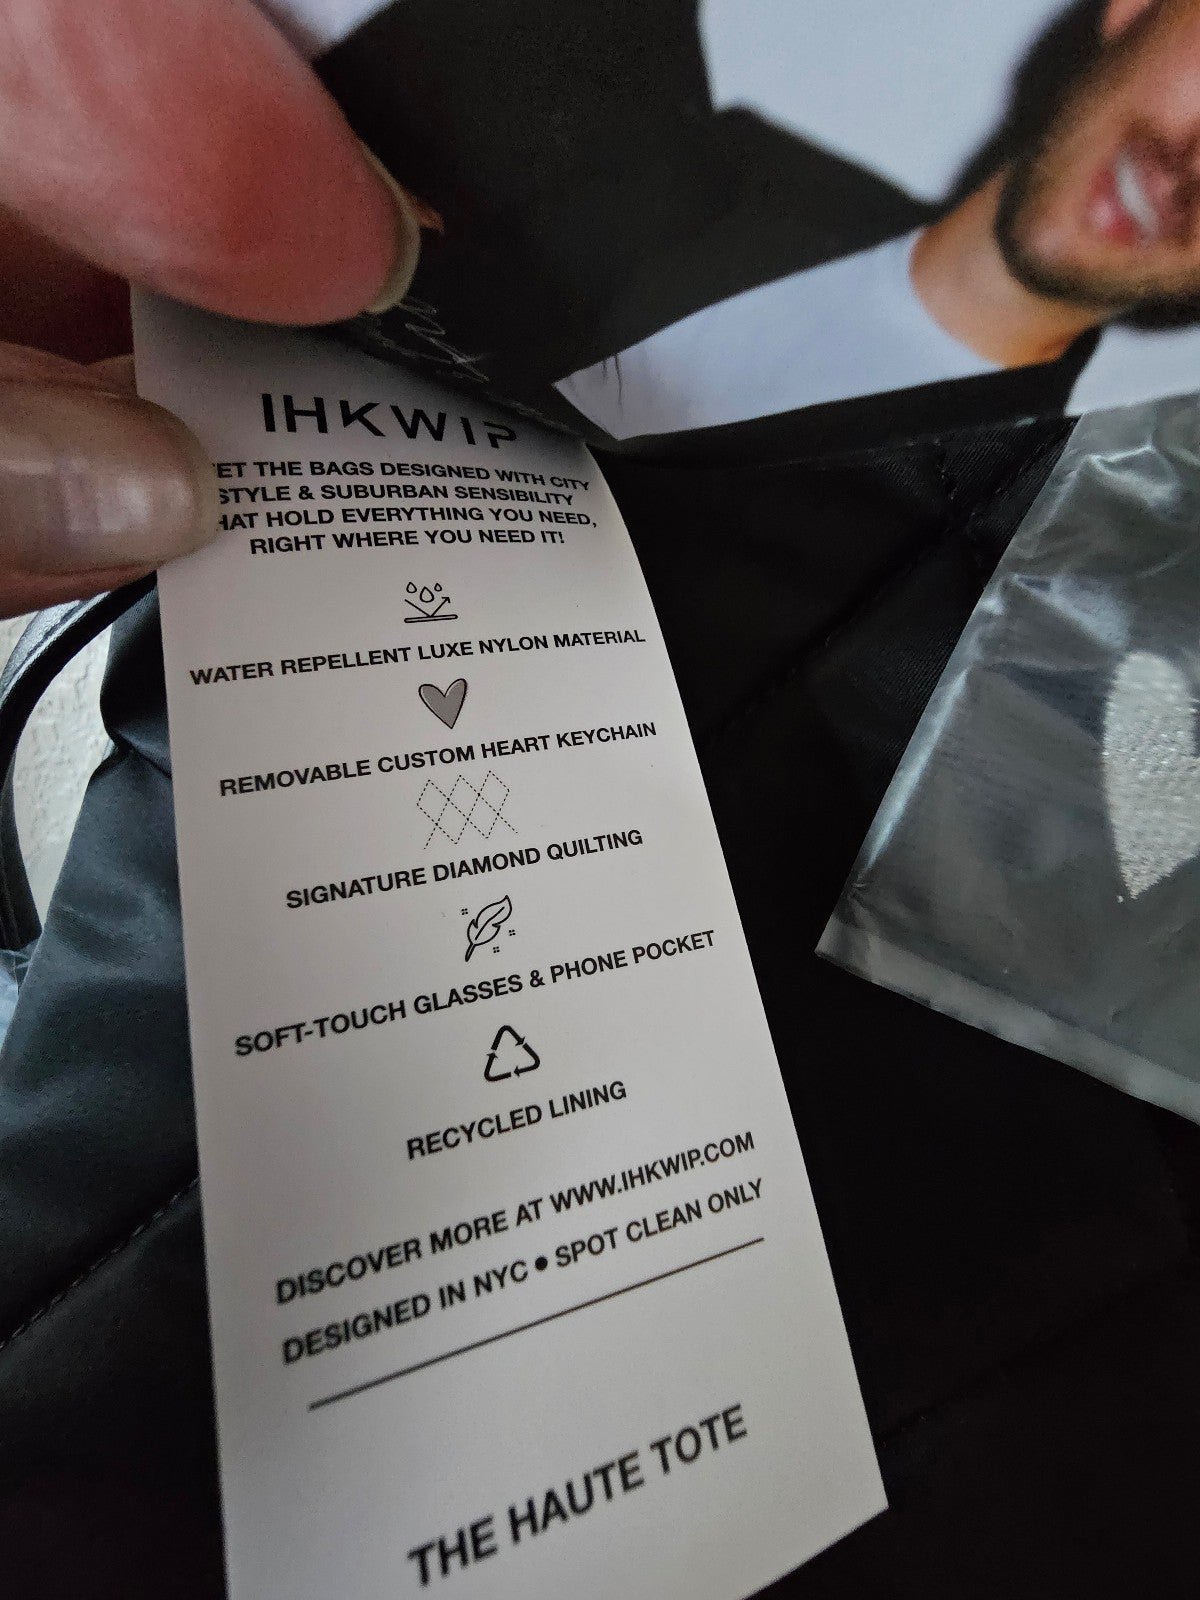 IHKWIP
THE BAGS DESIGNED WITH CITY
STYLE & SUBURBAN SENSIBILITY
HOLD EVERYTHING YOU NEED,
RIGHT WHERE YOU NEED IT!
WATER REPELLENT LUXE NYLON MATERIAL
REMOVABLE CUSTOM HEART KEYCHAIN
SIGNATURE DIAMOND QUILTING
SOFT-TOUCH GLASSES & PHONE POCKET
RECYCLED LINING
DISCOVER MORE AT WWW.IHKWIP.COM
DESIGNED IN NYC ● SPOT CLEAN ONLY
THE HAUTE TOTE